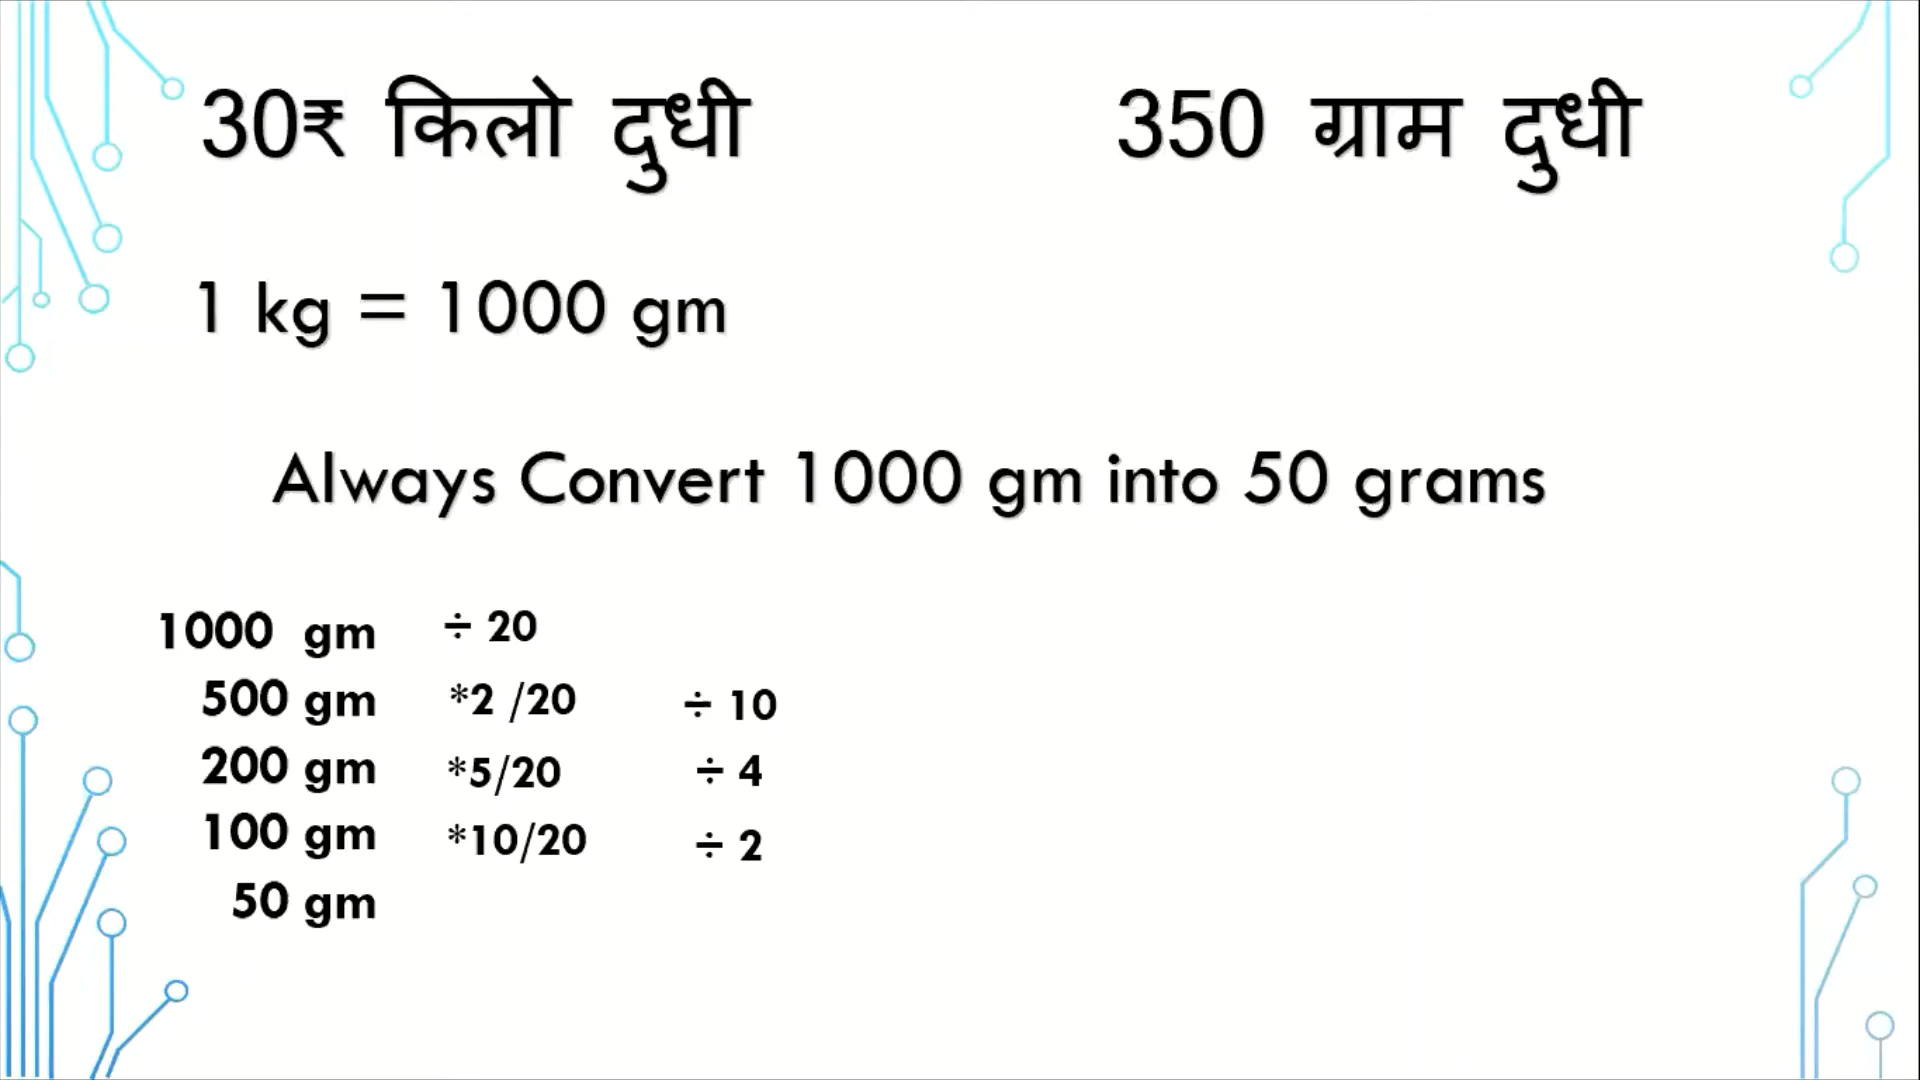 30₹ किलो दुधी
350 ग्राम दुधी
1 kg = 1000 gm
Always Convert 1000 gm into 50 grams
1000 gm ÷ 20
500 gm *2 /20 ÷ 10
200 gm *5/20 ÷ 4
100 gm *10/20 ÷ 2
50 gm